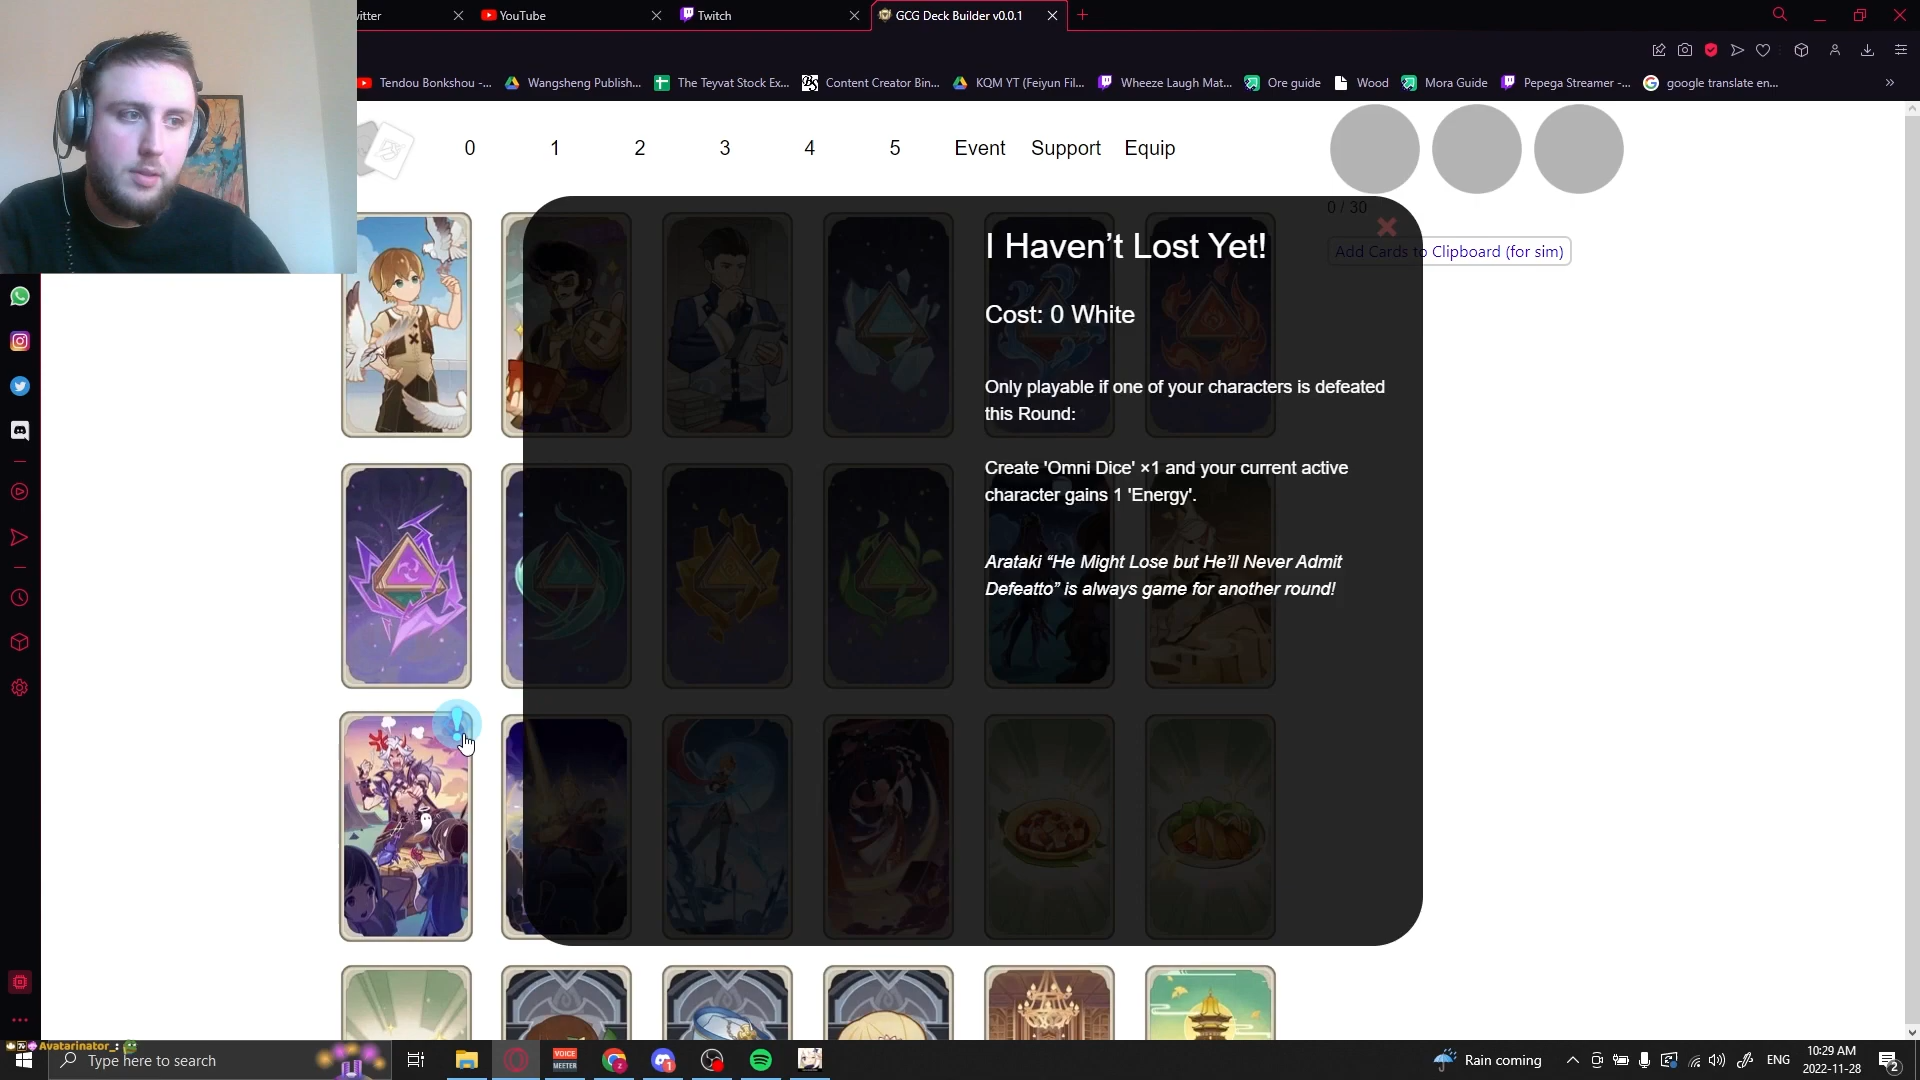 witter
YouTube
Twitch
GCG Deck Builder v0.0.1
Tendou Bonkshou -...
Wangsheng Publish...
The Teyvat Stock Ex...
Content Creator Bin...
KQM YT (Feiyun Fil...
Wheeze Laugh Mat...
Ore guide
Wood
Mora Guide
Pepega Streamer -...
google translate en...
0 1 2 3 4 5 Event Support Equip
0 / 30
Add Cards to Clipboard (for sim)
I Haven’t Lost Yet!
Cost: 0 White
Only playable if one of your characters is defeated
this Round:
Create 'Omni Dice' ×1 and your current active
character gains 1 'Energy'.
Arataki “He Might Lose but He’ll Never Admit
Defeatto” is always game for another round!
Avatarinator_:
Type here to search
VOICE
MEETER
Rain coming
ENG
10:29 AM
2022-11-28
2